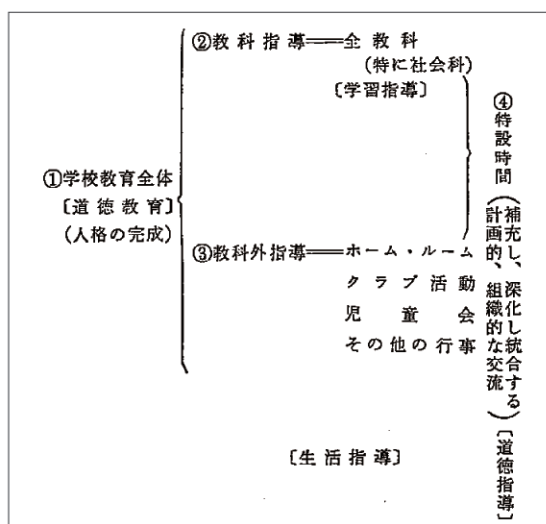 ②教科指導══全教科
(特に社会科)
〔学習指導〕
①学校教育全体
〔道徳教育〕
(人格の完成)
③教科外指導══ホーム・ルーム
クラブ活動
児童会
その他の行事
〔生活指導〕
④特設時間(補充し、深化し統合する
計画的、組織的な交流)〔道徳指導〕